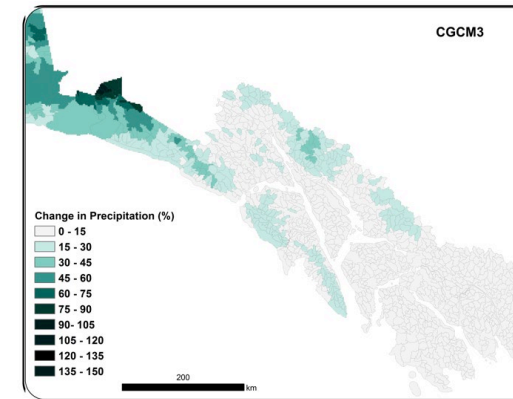 CGCM3
Change in Precipitation (%)
0 - 15
15 - 30
30 - 45
45 - 60
60 - 75
75 - 90
90- 105
105 - 120
120 - 135
135 - 150
200
km